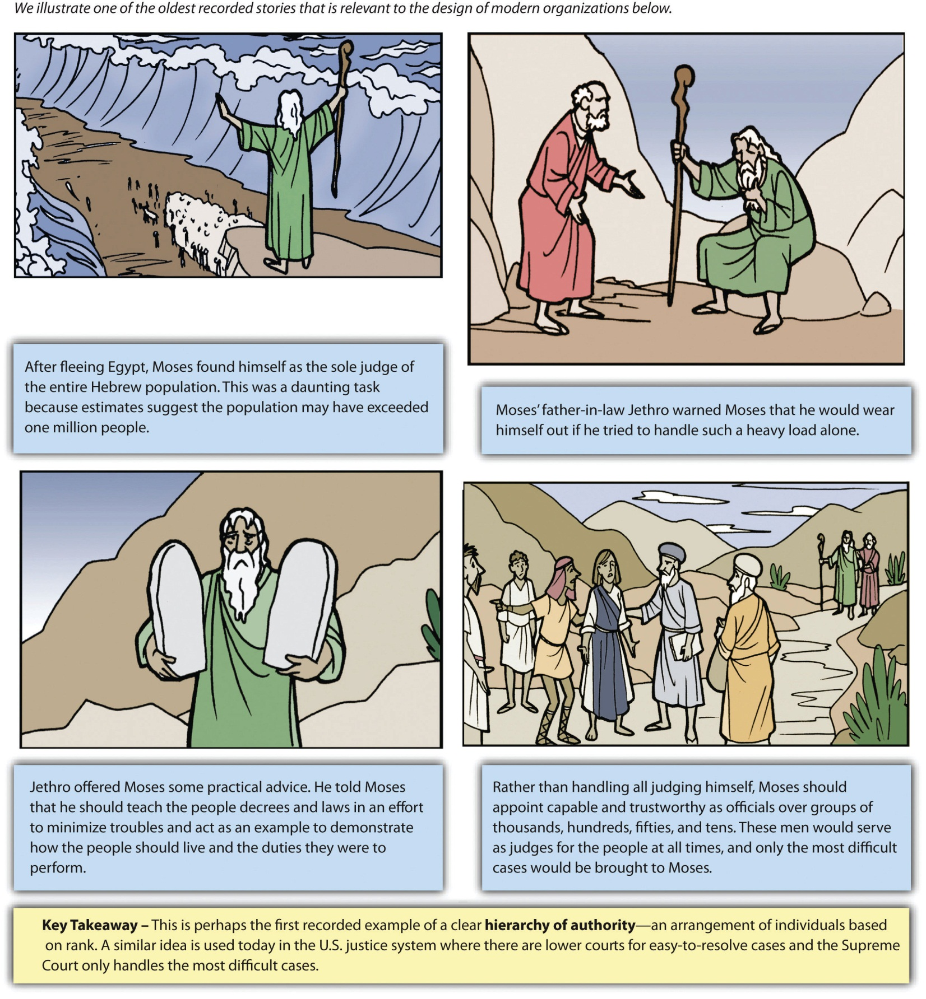 We illustrate one of the oldest recorded stories that is relevant to the design of modern organizations below.
After fleeing Egypt, Moses found himself as the sole judge of
the entire Hebrew population. This was a daunting task
because estimates suggest the population may have exceeded
one million people.
Moses' father-in-law Jethro warned Moses that he would wear
himself out if he tried to handle such a heavy load alone.
Jethro offered Moses some practical advice. He told Moses
that he should teach the people decrees and laws in an effort
to minimize troubles and act as an example to demonstrate
how the people should live and the duties they were to
perform.
Rather than handling all judging himself, Moses should
appoint capable and trustworthy as officials over groups of
thousands, hundreds, fifties, and tens. These men would serve
as judges for the people at all times, and only the most difficult
cases would be brought to Moses.
Key Takeaway – This is perhaps the first recorded example of a clear hierarchy of authority—an arrangement of individuals based
on rank. A similar idea is used today in the U.S. justice system where there are lower courts for easy-to-resolve cases and the Supreme
Court only handles the most difficult cases.